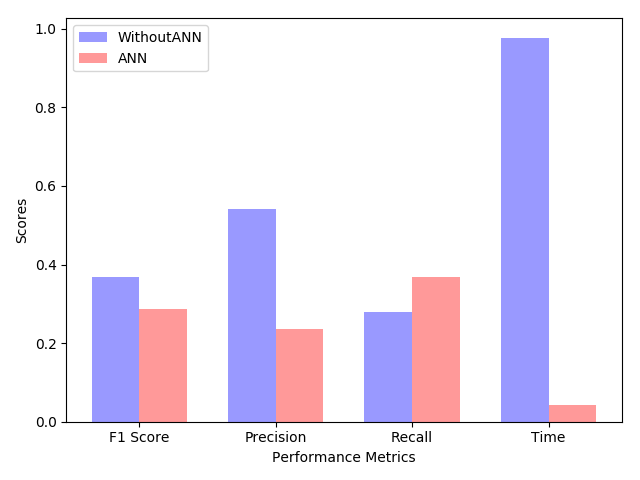 WithoutANN
ANN
1.0
0.8
0.6
0.4
0.2
0.0
Scores
F1 Score Precision Recall Time
Performance Metrics